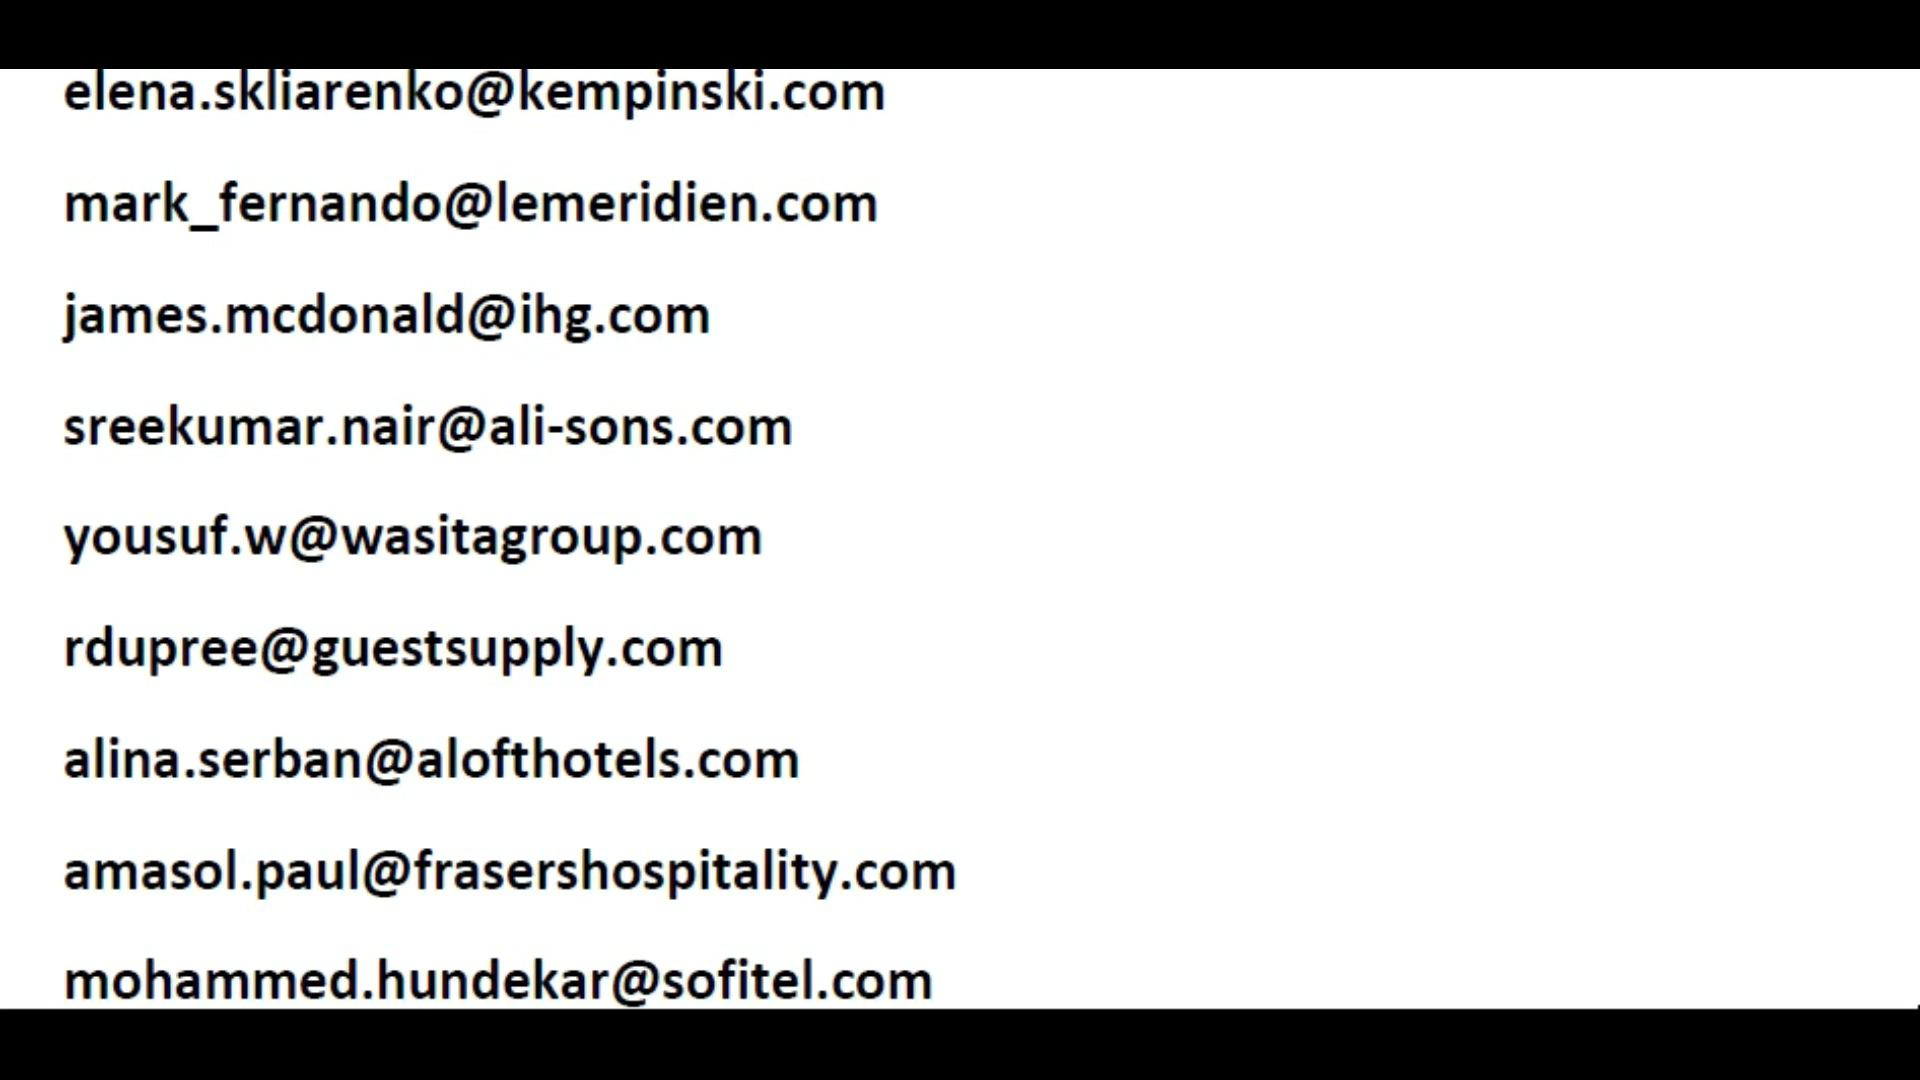 elena.skliarenko@kempinski.com
mark_fernando@lemeridien.com
james.mcdonald@ihg.com
sreekumar.nair@ali-sons.com
yousuf.w@wasitagroup.com
rdupree@guestsupply.com
alina.serban@alofthotels.com
amasol.paul@frasershospitality.com
mohammed.hundekar@sofitel.com